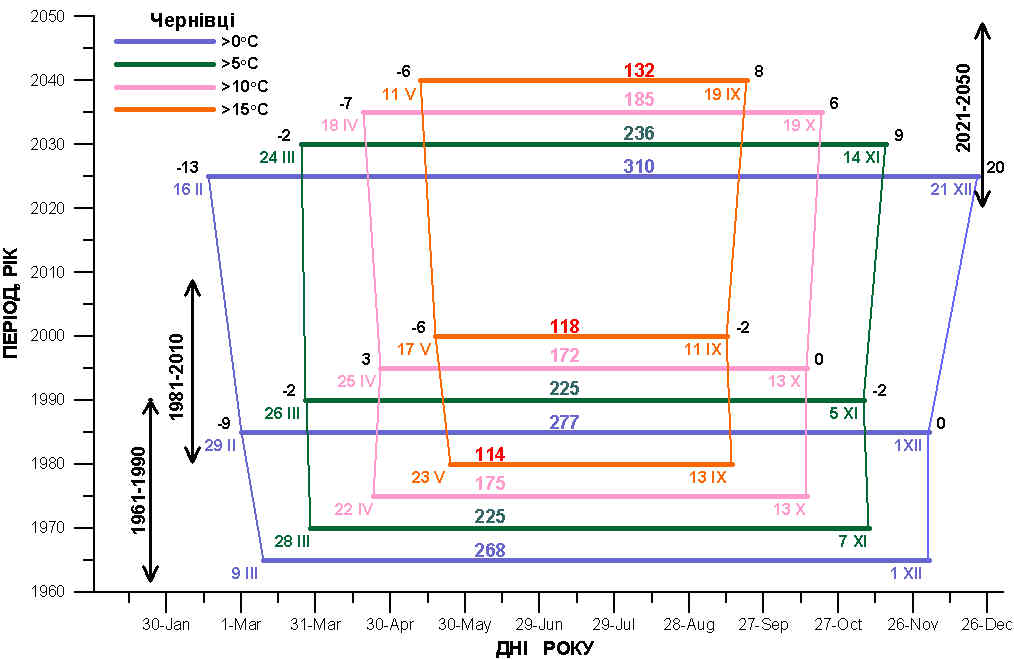 Чернівці
>0°C
>5°C
>10°C
>15°C
ПЕРІОД, РІК
2050
2040
2030
2020
2010
2000
1990
1980
1970
1960
2021-2050
1981-2010
1961-1990
-6 132 8
11 V 19 IX
-7 185 6
18 IV 19 X
-2 236 9
24 III 14 XI
-13 310 20
16 II 21 XII
-6 118 -2
17 V 11 IX
3 172 0
25 IV 13 X
-2 225 -2
26 III 5 XI
-9 277 0
29 II 1XII
114
23 V 13 IX
175
22 IV 13 X
225
28 III 7 XI
268
9 III 1 XII
30-Jan 1-Mar 31-Mar 30-Apr 30-May 29-Jun 29-Jul 28-Aug 27-Sep 27-Oct 26-Nov 26-Dec
ДНІ РОКУ